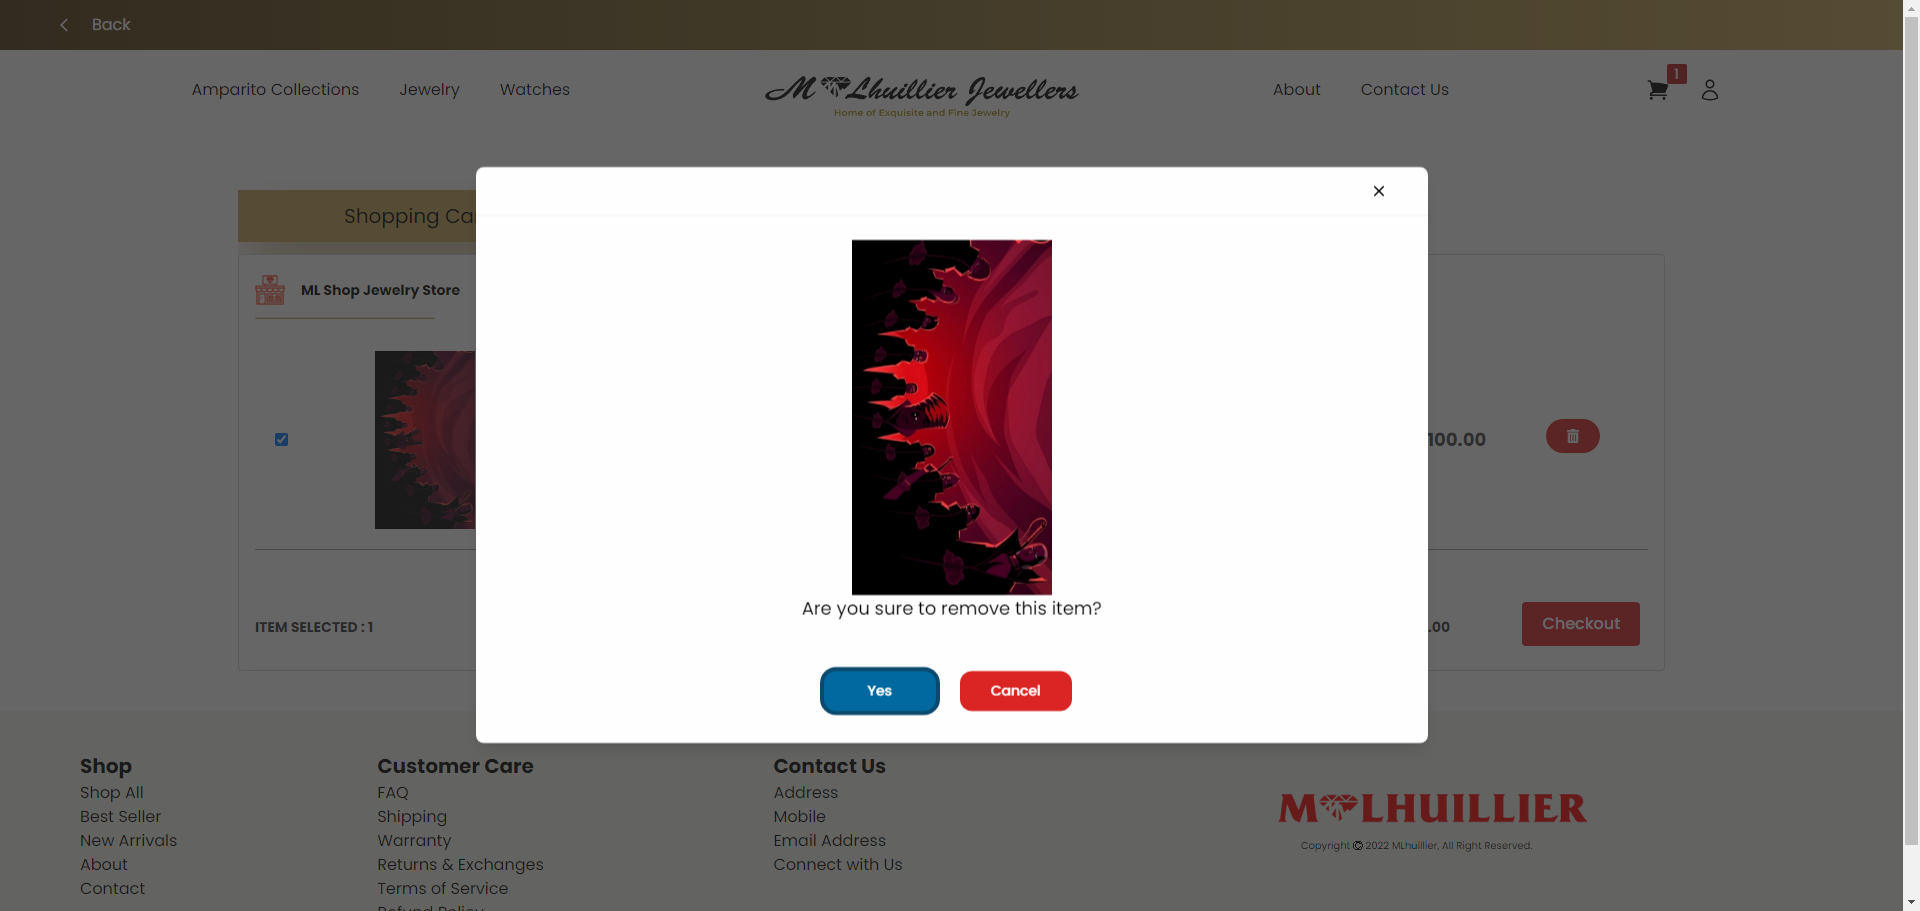 Back
Amparito Collections
Jewelry
Watches
M Lhuillier Jewellers
Home of Exquisite and Fine Jewelry
About
Contact Us
1
Shopping Ca
ML Shop Jewelry Store
100.00
Are you sure to remove this item?
ITEM SELECTED : 1
.00
Checkout
Yes
Cancel
Shop
Shop All
Best Seller
New Arrivals
About
Contact
Customer Care
FAQ
Shipping
Warranty
Returns & Exchanges
Terms of Service
Refund Policy
Contact Us
Address
Mobile
Email Address
Connect with Us
M LHUILLIER
Copyright © 2022 MLhuillier, All Right Reserved.